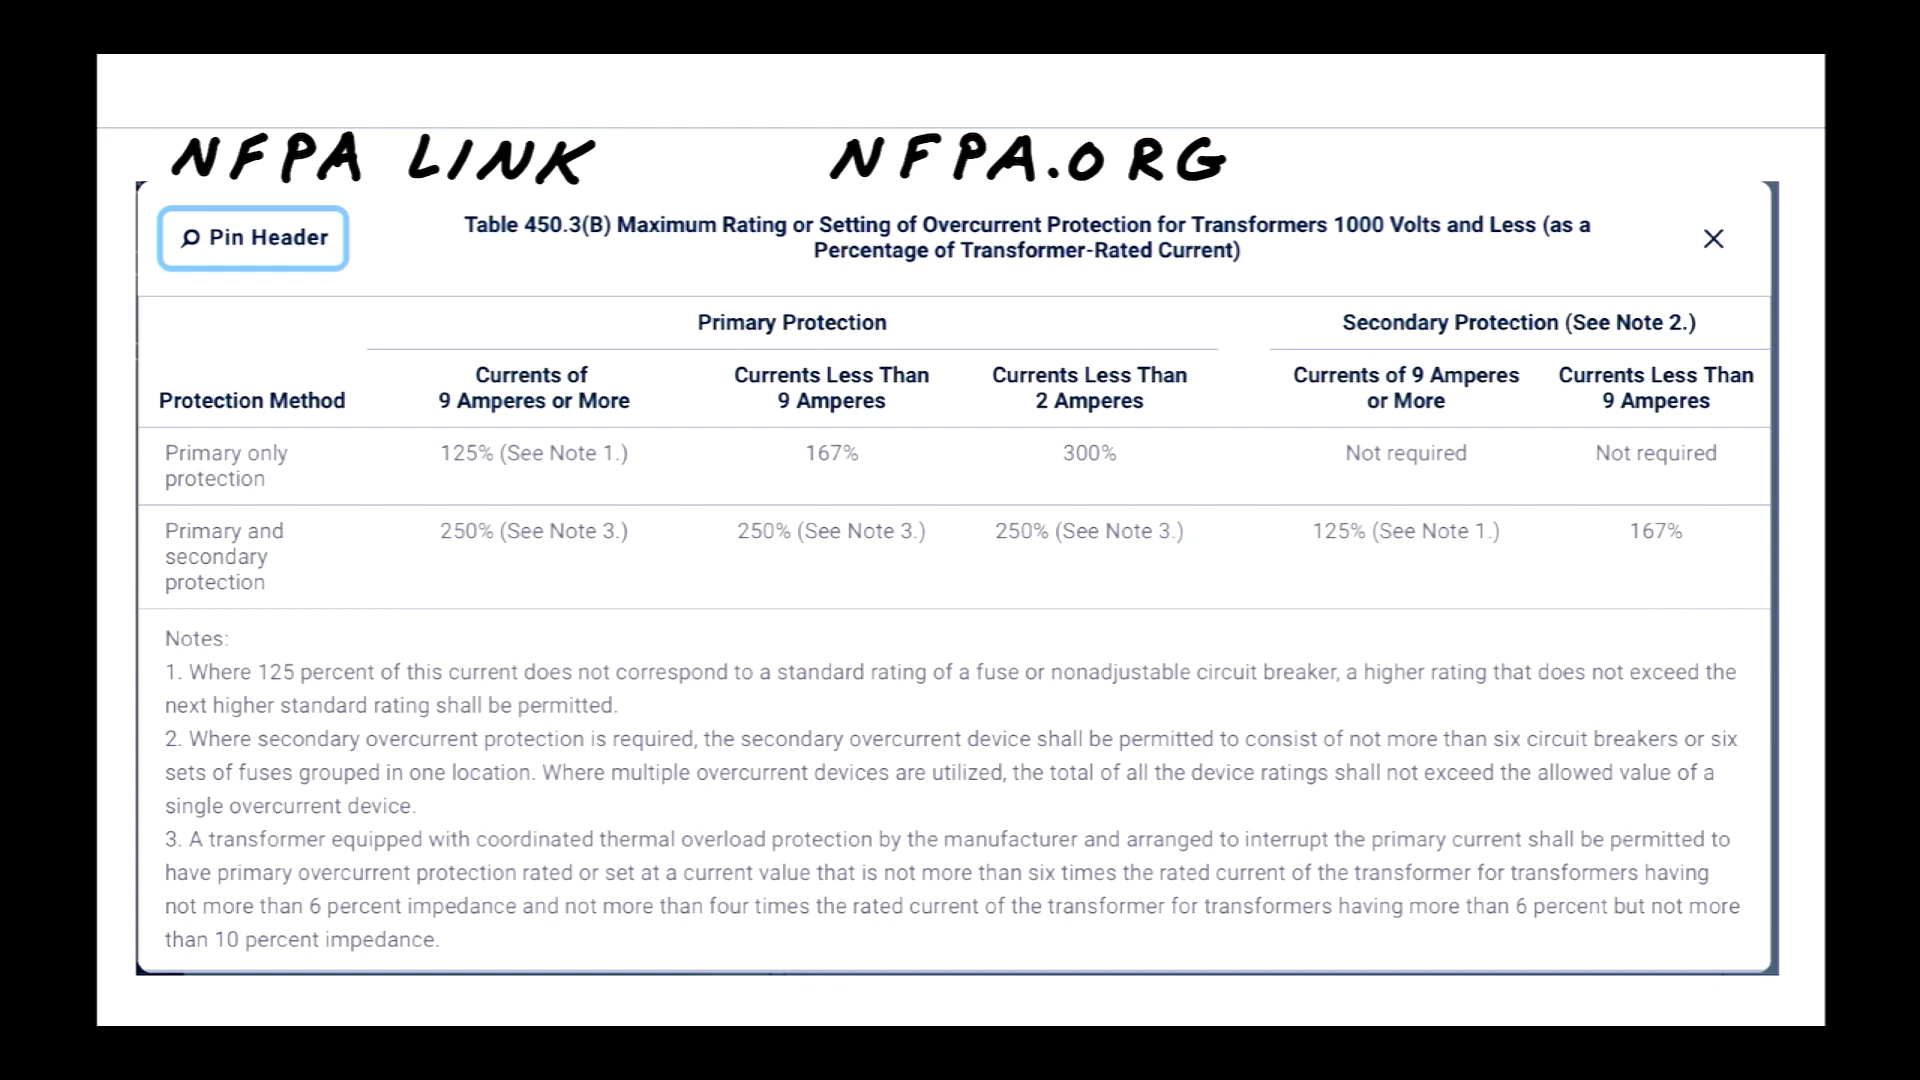 NFPA LINK NFPA.ORG
Pin Header
Table 450.3(B) Maximum Rating or Setting of Overcurrent Protection for Transformers 1000 Volts and Less (as a
Percentage of Transformer-Rated Current)
Primary Protection Secondary Protection (See Note 2.)
Protection Method
Currents of
9 Amperes or More
Currents Less Than
9 Amperes
Currents Less Than
2 Amperes
Currents of 9 Amperes
or More
Currents Less Than
9 Amperes
Primary only
protection
125% (See Note 1.) 167% 300% Not required Not required
Primary and
secondary
protection
250% (See Note 3.) 250% (See Note 3.) 250% (See Note 3.) 125% (See Note 1.) 167%
Notes:
1. Where 125 percent of this current does not correspond to a standard rating of a fuse or nonadjustable circuit breaker, a higher rating that does not exceed the
next higher standard rating shall be permitted.
2. Where secondary overcurrent protection is required, the secondary overcurrent device shall be permitted to consist of not more than six circuit breakers or six
sets of fuses grouped in one location. Where multiple overcurrent devices are utilized, the total of all the device ratings shall not exceed the allowed value of a
single overcurrent device.
3. A transformer equipped with coordinated thermal overload protection by the manufacturer and arranged to interrupt the primary current shall be permitted to
have primary overcurrent protection rated or set at a current value that is not more than six times the rated current of the transformer for transformers having
not more than 6 percent impedance and not more than four times the rated current of the transformer for transformers having more than 6 percent but not more
than 10 percent impedance.